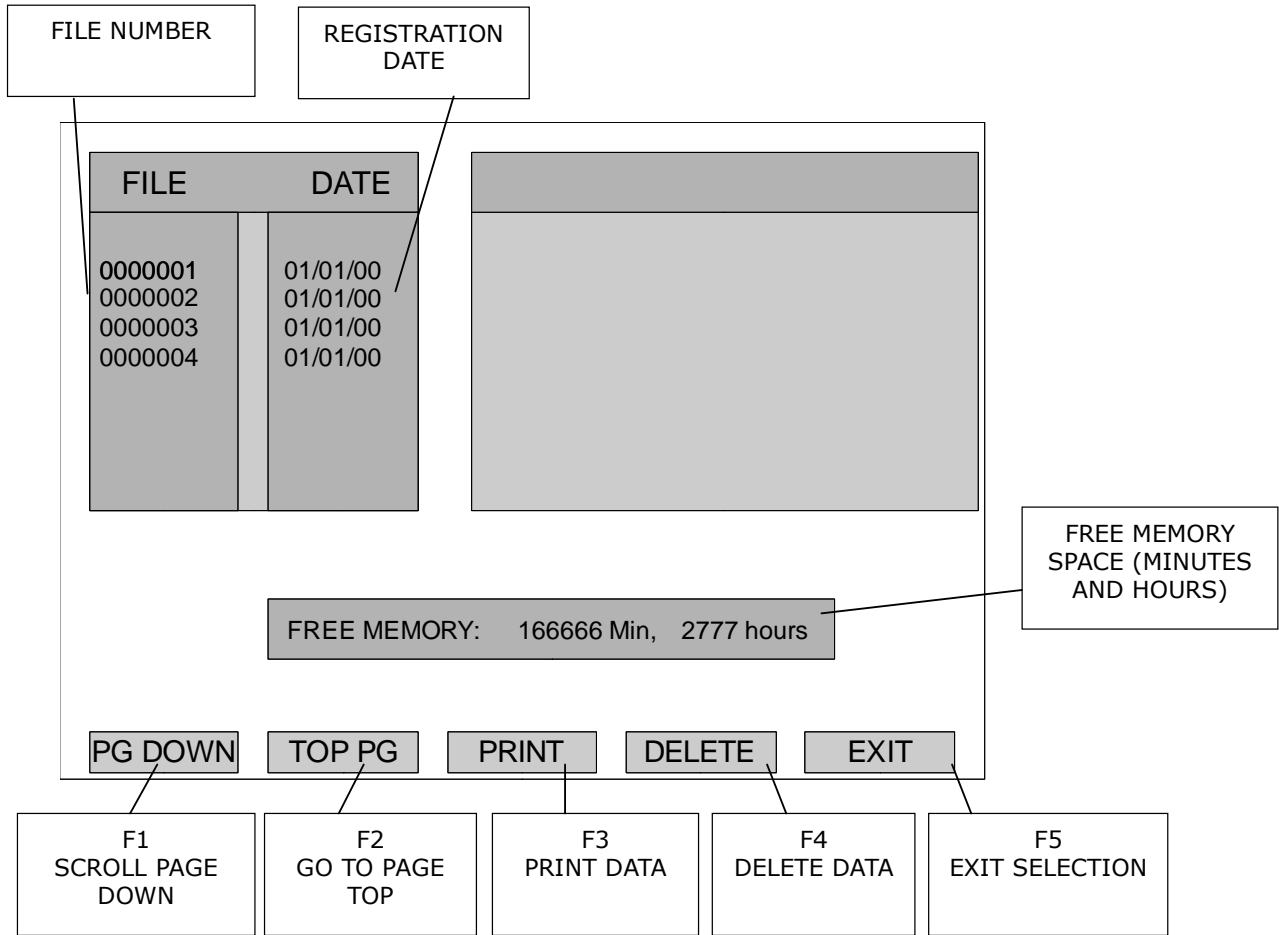 FILE NUMBER
REGISTRATION
DATE
FILE DATE
0000001 01/01/00
0000002 01/01/00
0000003 01/01/00
0000004 01/01/00
FREE MEMORY
SPACE (MINUTES
AND HOURS)
FREE MEMORY: 166666 Min, 2777 hours
PG DOWN TOP PG PRINT DELETE EXIT
F1
SCROLL PAGE
DOWN
F2
GO TO PAGE
TOP
F3
PRINT DATA
F4
DELETE DATA
F5
EXIT SELECTION